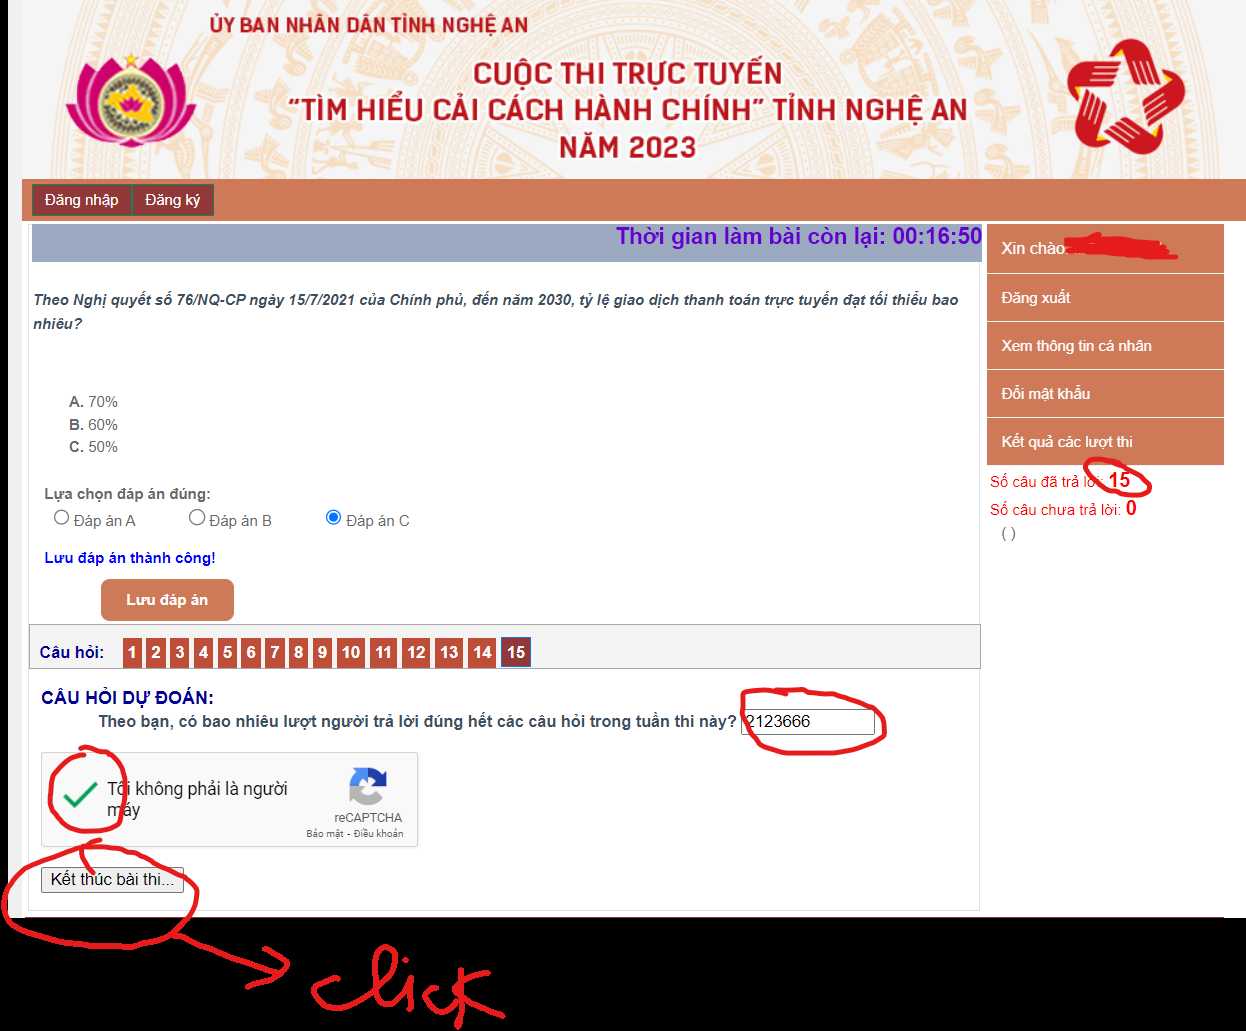 ỦY BAN NHÂN DÂN TỈNH NGHỆ AN
CUỘC THI TRỰC TUYẾN
“TÌM HIỂU CẢI CÁCH HÀNH CHÍNH” TỈNH NGHỆ AN
NĂM 2023
Đăng nhập Đăng ký
Thời gian làm bài còn lại: 00:16:50
Theo Nghị quyết số 76/NQ-CP ngày 15/7/2021 của Chính phủ, đến năm 2030, tỷ lệ giao dịch thanh toán trực tuyến đạt tối thiểu bao
nhiêu?
A. 70%
B. 60%
C. 50%
Lựa chọn đáp án đúng:
Đáp án A Đáp án B Đáp án C
Lưu đáp án thành công!
Lưu đáp án
Câu hỏi: 1 2 3 4 5 6 7 8 9 10 11 12 13 14 15
CÂU HỎI DỰ ĐOÁN:
Theo bạn, có bao nhiêu lượt người trả lời đúng hết các câu hỏi trong tuần thi này? 2123666
Tôi không phải là người
máy
reCAPTCHA
Bảo mật - Điều khoản
Kết thúc bài thi...
click
Xin chào
Đăng xuất
Xem thông tin cá nhân
Đổi mật khẩu
Kết quả các lượt thi
Số câu đã trả lời: 15
Số câu chưa trả lời: 0
( )